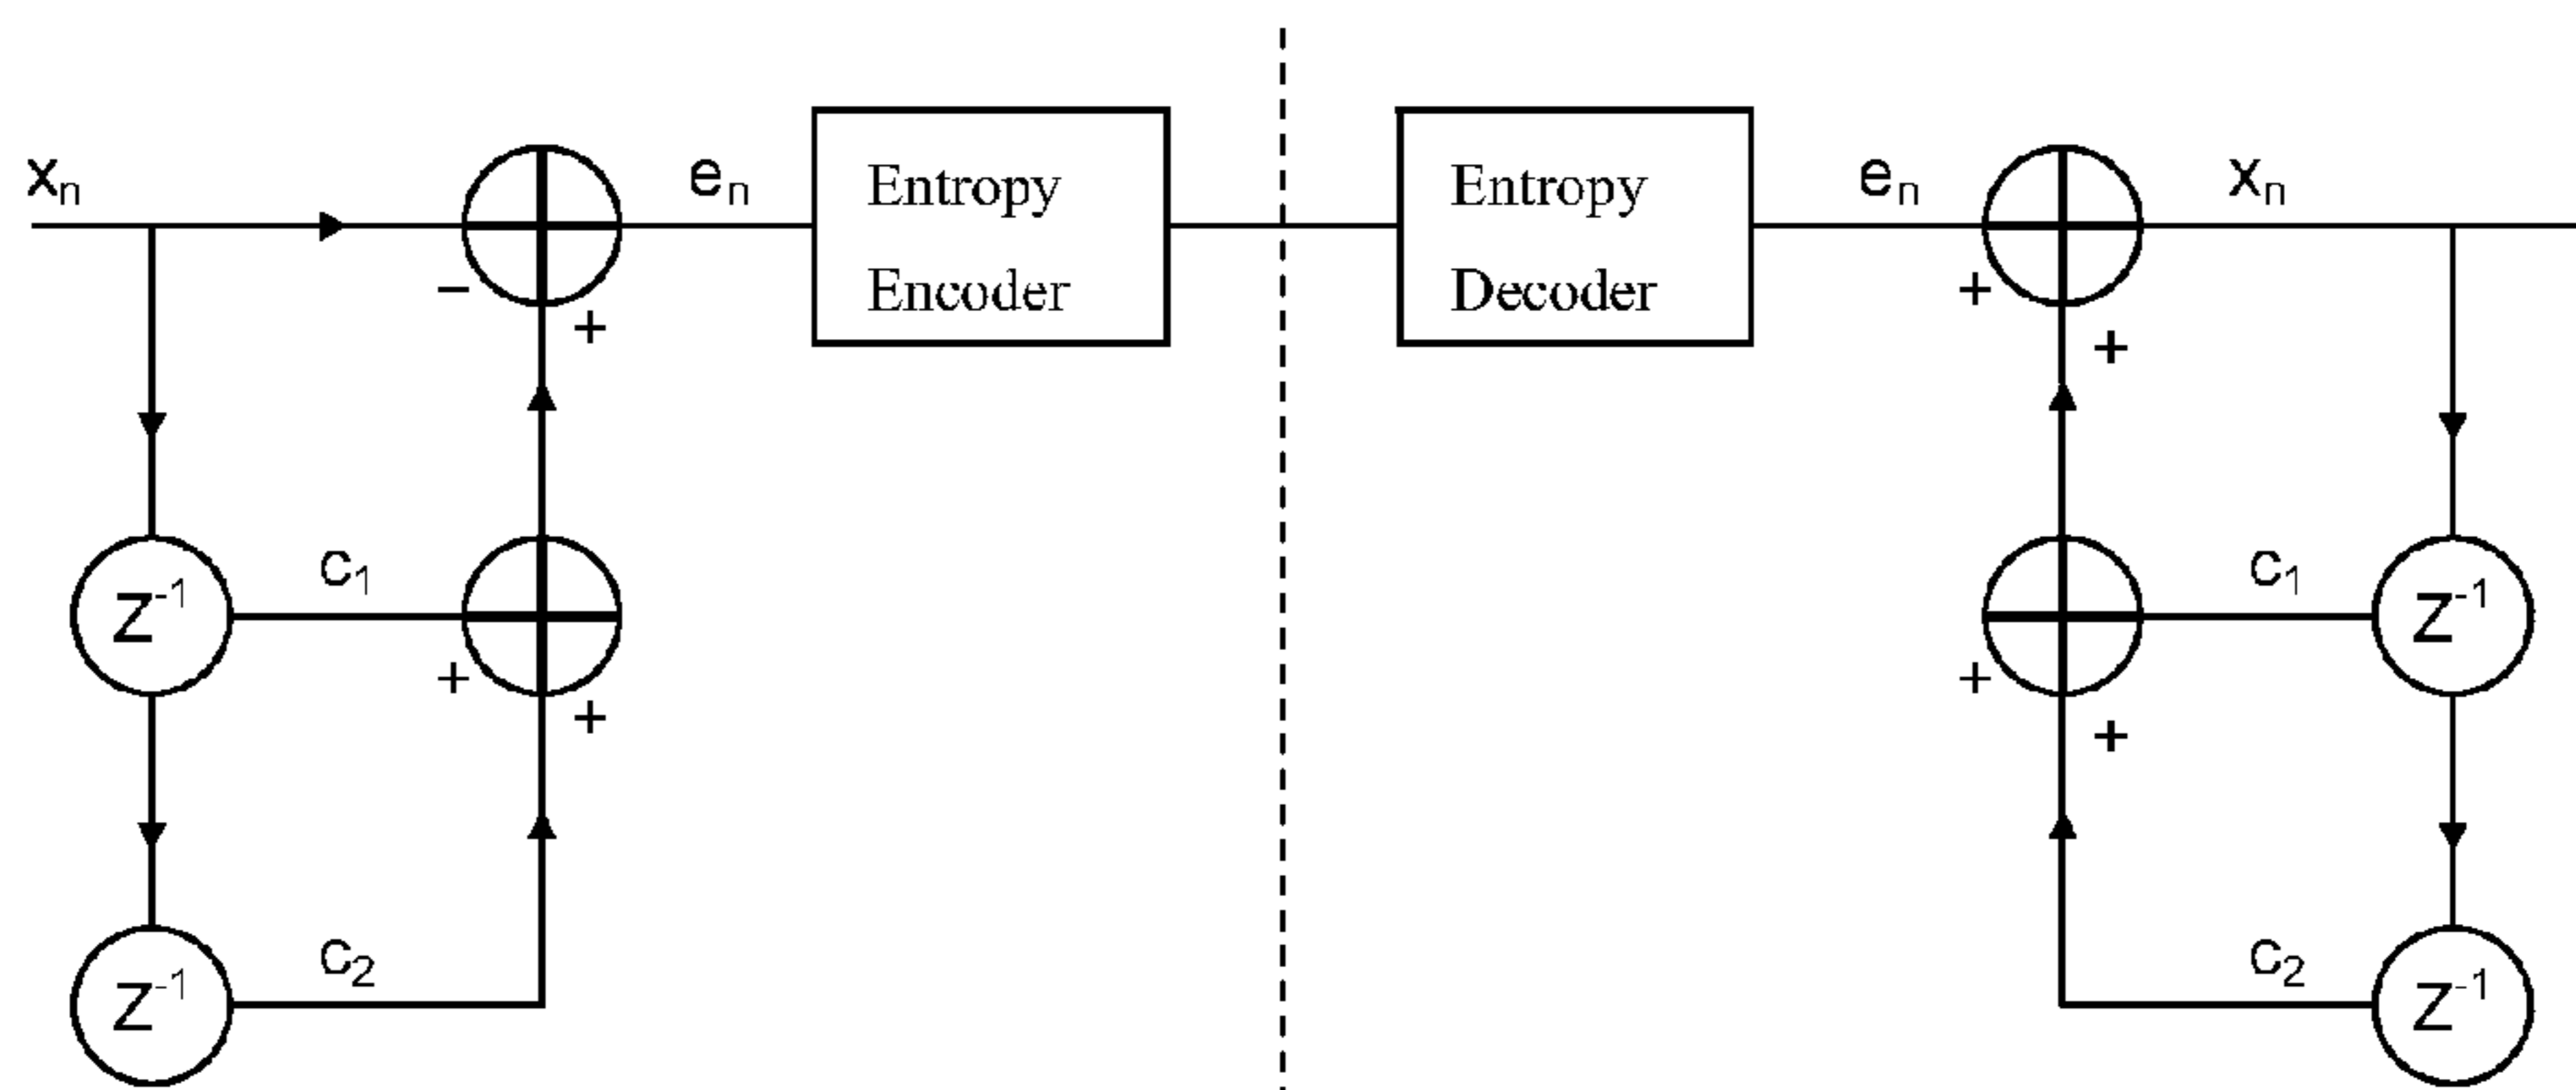 xₙ
eₙ
Entropy
Encoder
Entropy
Decoder
eₙ
xₙ
−
+
+
+
c₁
c₁
Z⁻¹
Z⁻¹
+
+
+
+
c₂
c₂
Z⁻¹
Z⁻¹